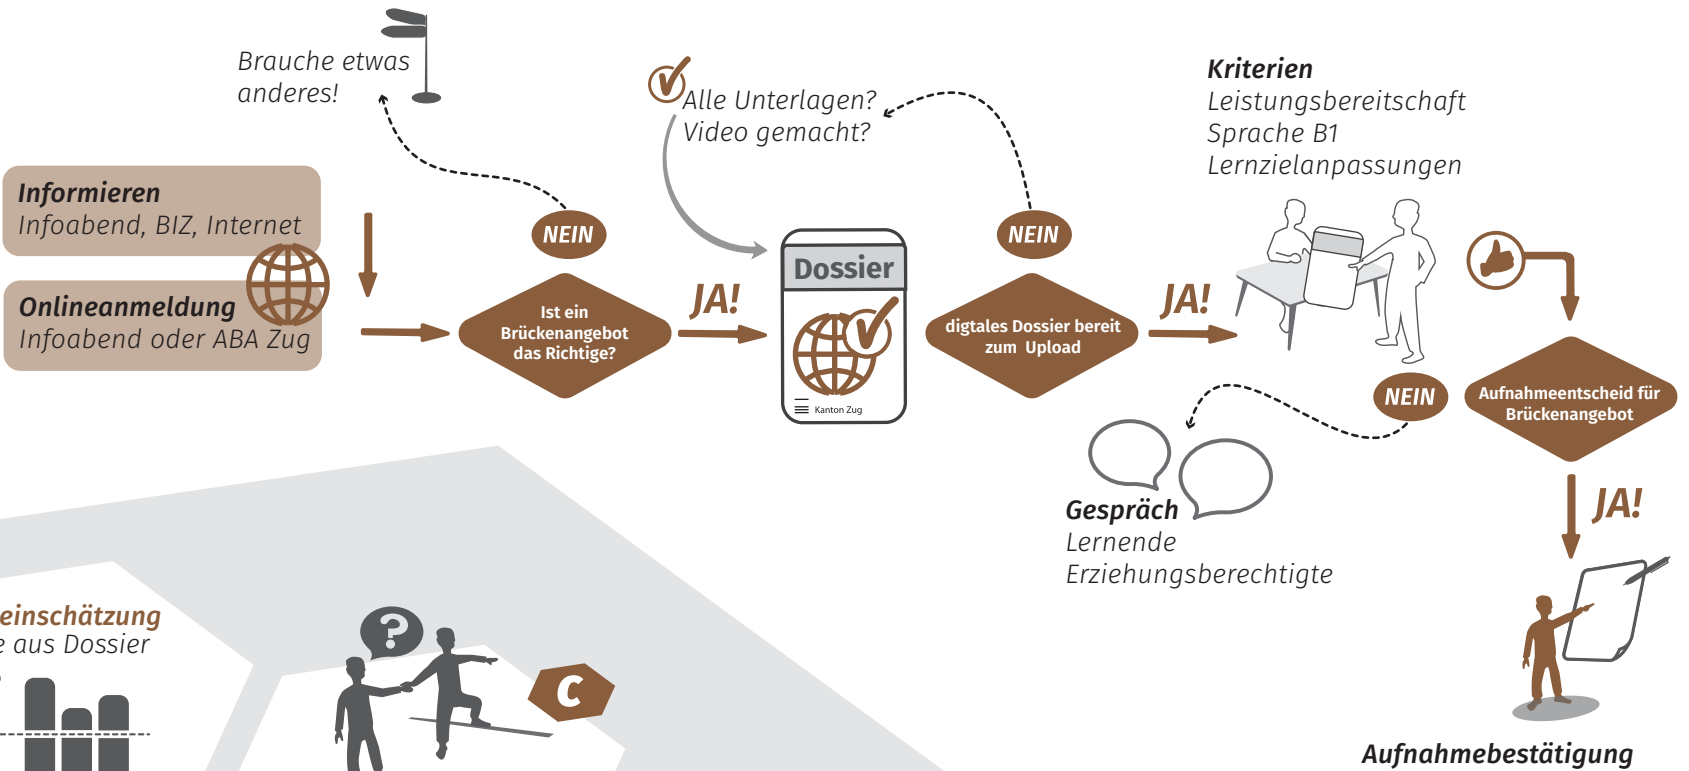 Brauche etwas
anderes!
Alle Unterlagen?
Video gemacht?
Kriterien
Leistungsbereitschaft
Sprache B1
Lernzielanpassungen
Informieren
Infoabend, BIZ, Internet
Onlineanmeldung
Infoabend oder ABA Zug
NEIN
Ist ein
Brückenangebot
das Richtige?
JA!
Dossier
Kanton Zug
NEIN
digtales Dossier bereit
zum Upload
JA!
NEIN
Aufnahmeentscheid für
Brückenangebot
JA!
Gespräch
Lernende
Erziehungsberechtigte
einschätzung
e aus Dossier
?
C
Aufnahmebestätigung